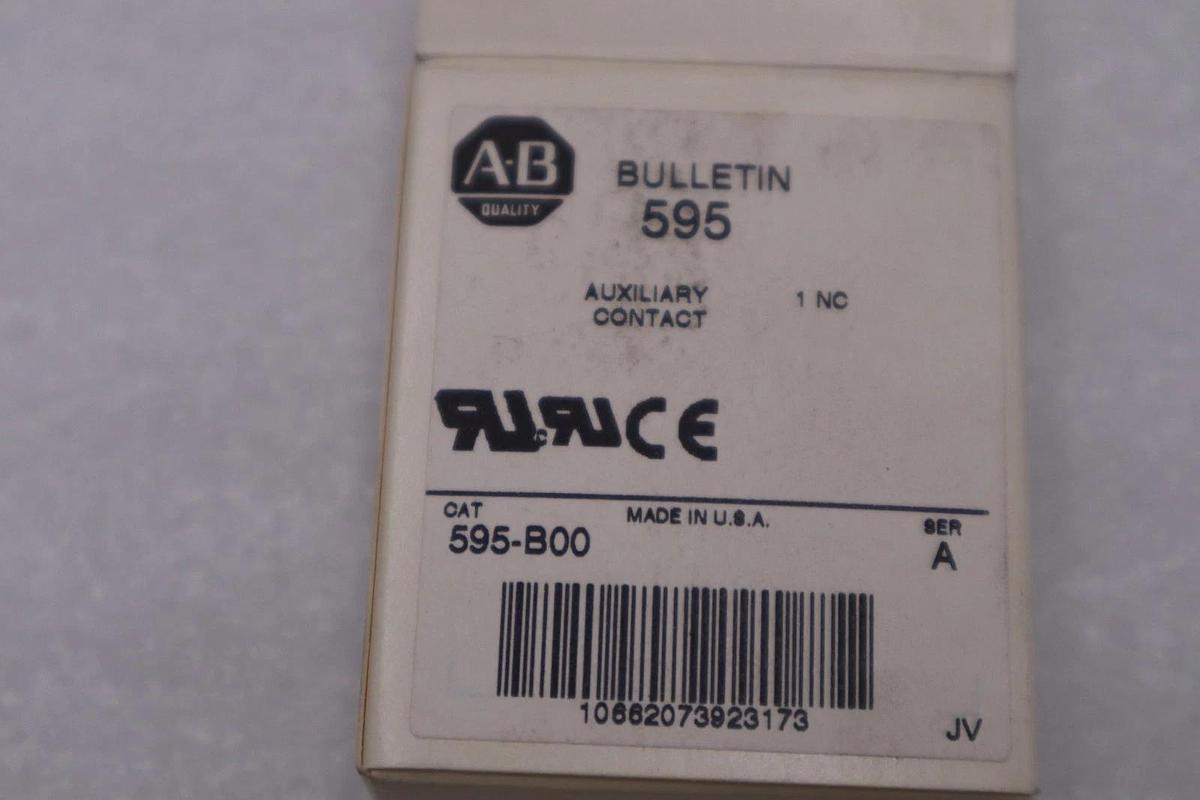 A-B
QUALITY
BULLETIN
595
AUXILIARY 1 NC
CONTACT
CE
CAT MADE IN U.S.A. SER
595-B00 A
10662073923173
JV